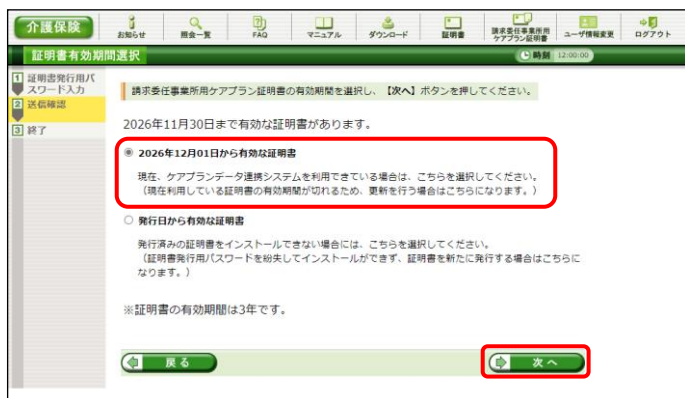 介護保険
お知らせ
照会一覧
FAQ
マニュアル
ダウンロード
証明書
請求委任事業所用
ケアプラン証明書
ユーザ情報変更
ログアウト
証明書有効期間選択
時刻 12:00:00
1 証明書発行用パ
スワード入力
2 送信確認
3 終了
請求委任事業所用ケアプラン証明書の有効期間を選択し、【次へ】ボタンを押してください。
2026年11月30日まで有効な証明書があります。
2026年12月01日から有効な証明書
現在、ケアプランデータ連携システムを利用できている場合は、こちらを選択してください。
(現在利用している証明書の有効期間が切れるため、更新を行う場合はこちらになります。)
発行日から有効な証明書
発行済みの証明書をインストールできない場合には、こちらを選択してください。
(証明書発行用パスワードを紛失してインストールができず、証明書を新たに発行する場合はこちらに
なります。)
※証明書の有効期間は3年です。
戻る
次へ